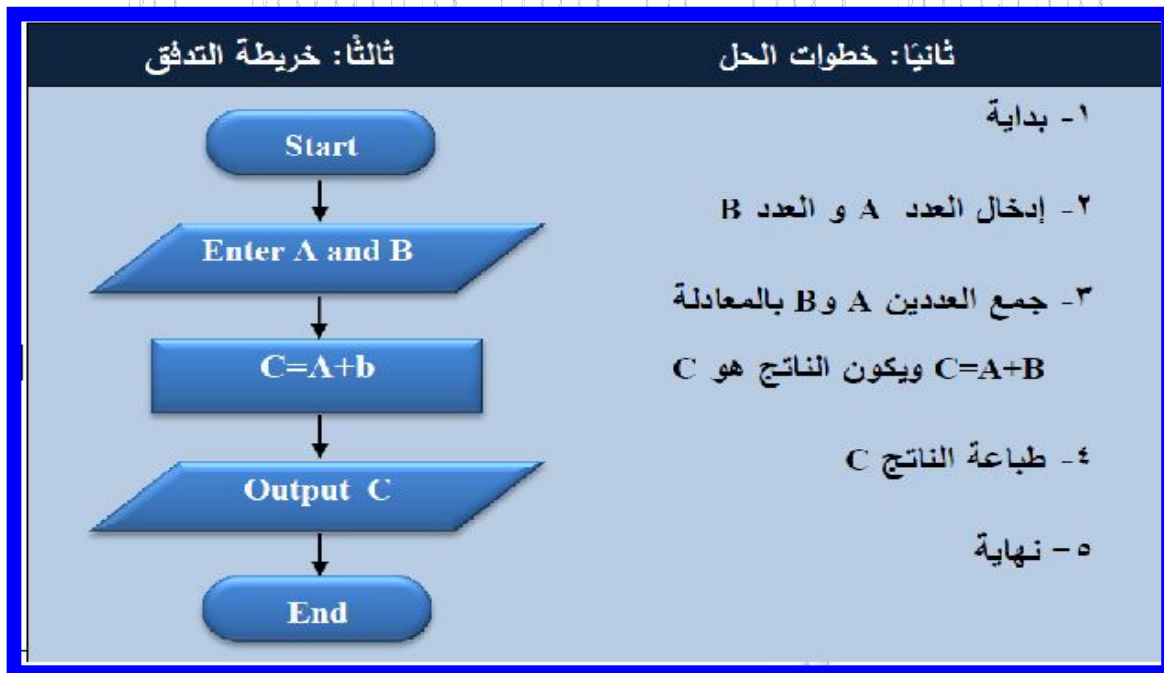 ثانيًا: خطوات الحل
١- بداية
٢- إدخال العدد A و العدد B
٣- جمع العددين A وB بالمعادلة
C=A+B ويكون الناتج هو C
٤- طباعة الناتج C
٥- نهاية
ثالثًا: خريطة التدفق
Start
Enter A and B
C=A+b
Output C
End